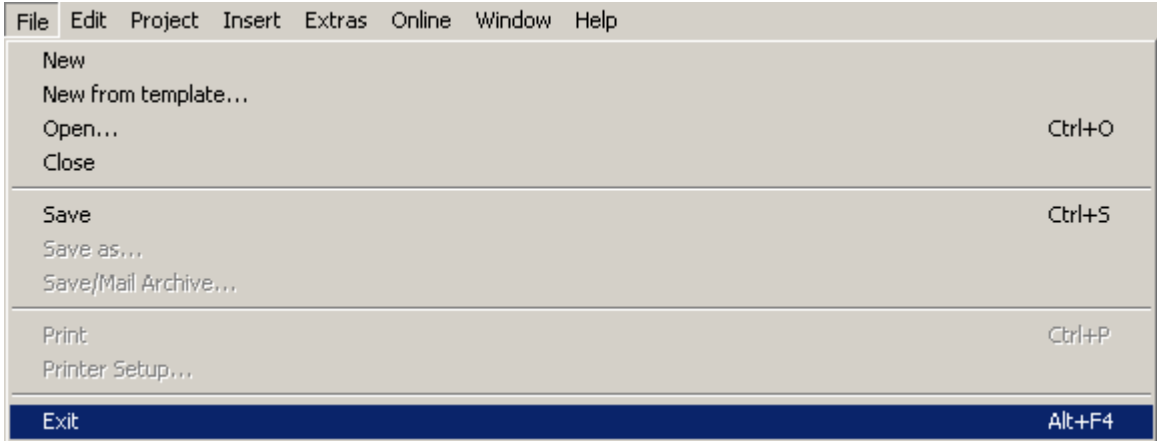 File Edit Project Insert Extras Online Window Help
New
New from template...
Open... Ctrl+O
Close
Save Ctrl+S
Save as...
Save/Mail Archive...
Print Ctrl+P
Printer Setup...
Exit Alt+F4